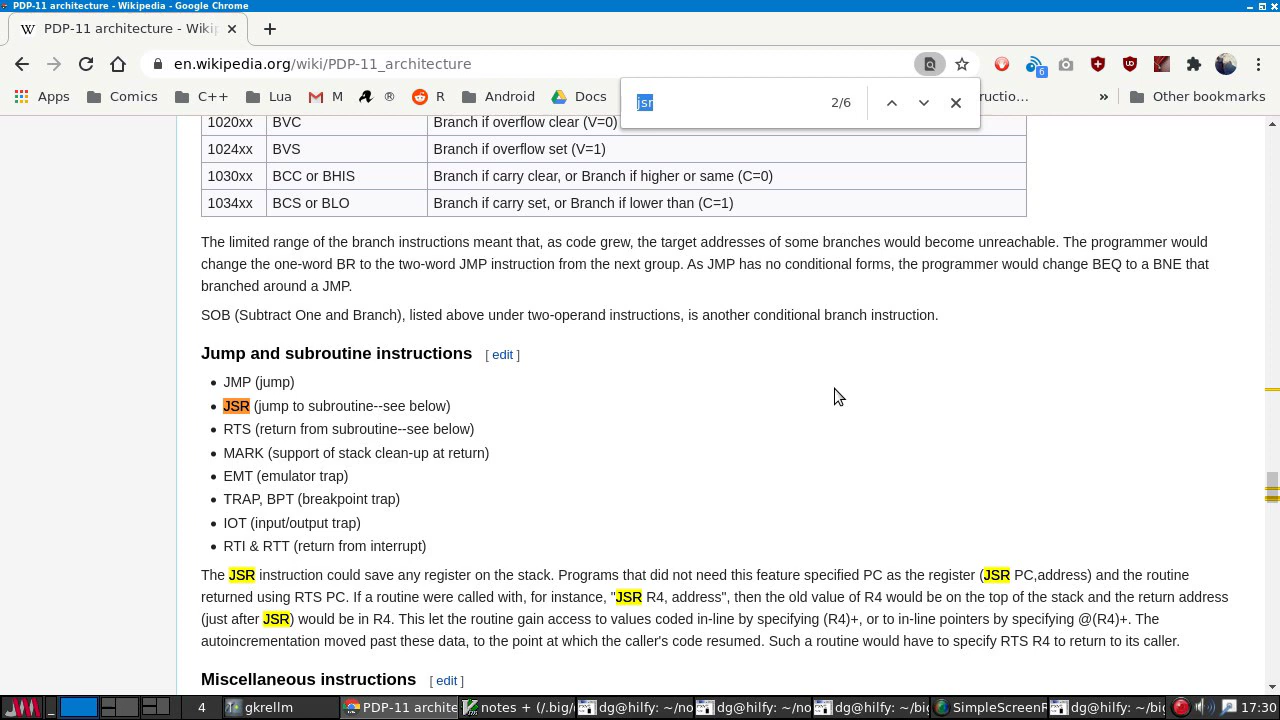 PDP-11 architecture - Wikipedia - Google Chrome
W PDP-11 architecture - Wiki
en.wikipedia.org/wiki/PDP-11_architecture
6
Apps Comics C++ Lua M R Docs
Other bookmarks
jsr 2/6
1020xx BVC Branch if overflow clear (V=0)
1024xx BVS Branch if overflow set (V=1)
1030xx BCC or BHIS Branch if carry clear, or Branch if higher or same (C=0)
1034xx BCS or BLO Branch if carry set, or Branch if lower than (C=1)
The limited range of the branch instructions meant that, as code grew, the target addresses of some branches would become unreachable. The programmer would
change the one-word BR to the two-word JMP instruction from the next group. As JMP has no conditional forms, the programmer would change BEQ to a BNE that
branched around a JMP.
SOB (Subtract One and Branch), listed above under two-operand instructions, is another conditional branch instruction.
Jump and subroutine instructions [ edit ]
• JMP (jump)
• JSR (jump to subroutine--see below)
• RTS (return from subroutine--see below)
• MARK (support of stack clean-up at return)
• EMT (emulator trap)
• TRAP, BPT (breakpoint trap)
• IOT (input/output trap)
• RTI & RTT (return from interrupt)
The JSR instruction could save any register on the stack. Programs that did not need this feature specified PC as the register (JSR PC,address) and the routine
returned using RTS PC. If a routine were called with, for instance, "JSR R4, address", then the old value of R4 would be on the top of the stack and the return address
(just after JSR) would be in R4. This let the routine gain access to values coded in-line by specifying (R4)+, or to in-line pointers by specifying @(R4)+. The
autoincrementation moved past these data, to the point at which the caller's code resumed. Such a routine would have to specify RTS R4 to return to its caller.
Miscellaneous instructions [ edit ]
4 gkrellm PDP-11 archite notes + (/.big/ dg@hilfy: ~/no dg@hilfy: ~/no dg@hilfy: ~/big SimpleScreenR dg@hilfy: ~/big 17:30